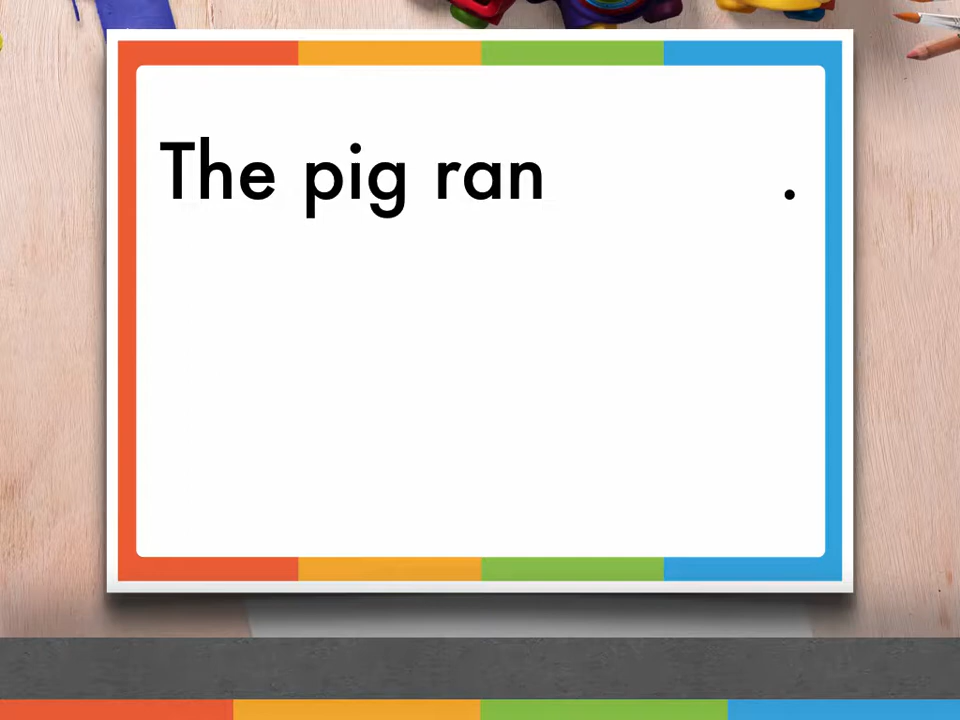 The pig ran .